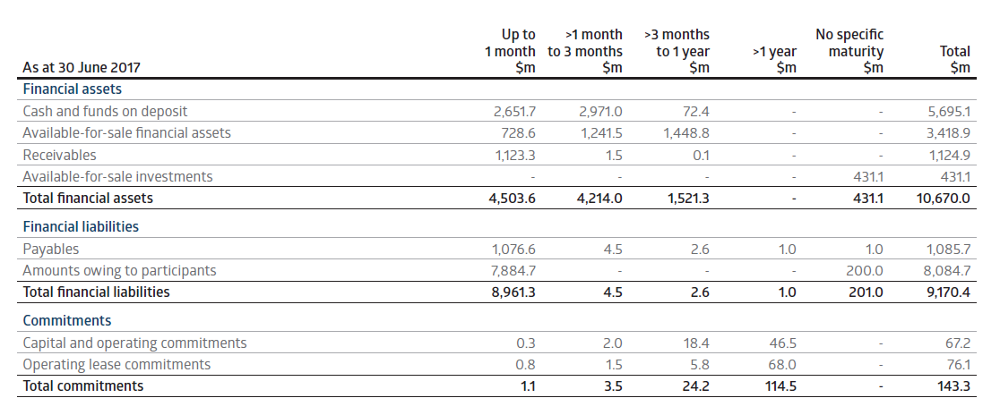 Up to >1 month >3 months No specific
1 month to 3 months to 1 year >1 year maturity Total
As at 30 June 2017 $m $m $m $m $m $m
Financial assets
Cash and funds on deposit 2,651.7 2,971.0 72.4 - - 5,695.1
Available-for-sale financial assets 728.6 1,241.5 1,448.8 - - 3,418.9
Receivables 1,123.3 1.5 0.1 - - 1,124.9
Available-for-sale investments - - - - 431.1 431.1
Total financial assets 4,503.6 4,214.0 1,521.3 - 431.1 10,670.0
Financial liabilities
Payables 1,076.6 4.5 2.6 1.0 1.0 1,085.7
Amounts owing to participants 7,884.7 - - - 200.0 8,084.7
Total financial liabilities 8,961.3 4.5 2.6 1.0 201.0 9,170.4
Commitments
Capital and operating commitments 0.3 2.0 18.4 46.5 - 67.2
Operating lease commitments 0.8 1.5 5.8 68.0 - 76.1
Total commitments 1.1 3.5 24.2 114.5 - 143.3